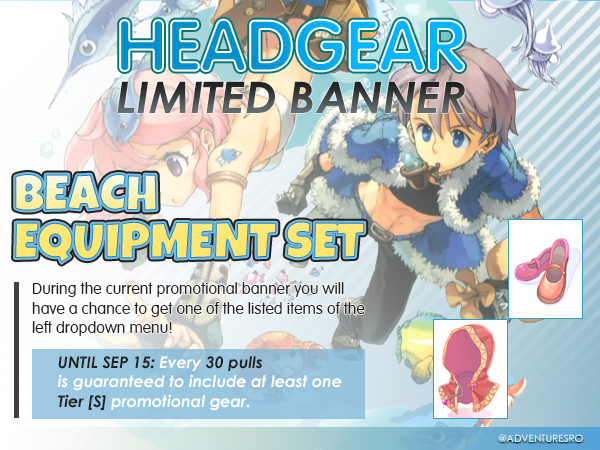 HEADGEAR
LIMITED BANNER
BEACH
EQUIPMENT SET
During the current promotional banner you will
have a chance to get one of the listed items of the
left dropdown menu!
UNTIL SEP 15: Every 30 pulls
is guaranteed to include at least one
Tier [S] promotional gear.
@ADVENTURESRO